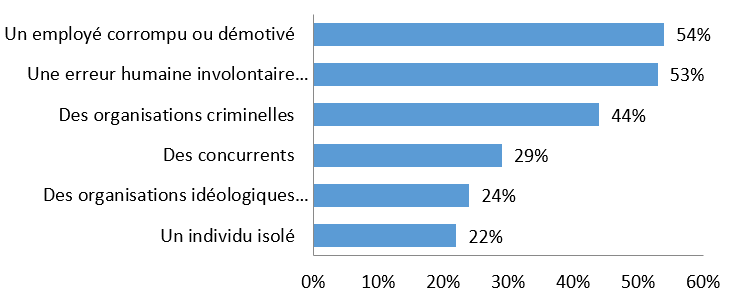 Un employé corrompu ou démotivé 54%
Une erreur humaine involontaire... 53%
Des organisations criminelles 44%
Des concurrents 29%
Des organisations idéologiques... 24%
Un individu isolé 22%
0% 10% 20% 30% 40% 50% 60%